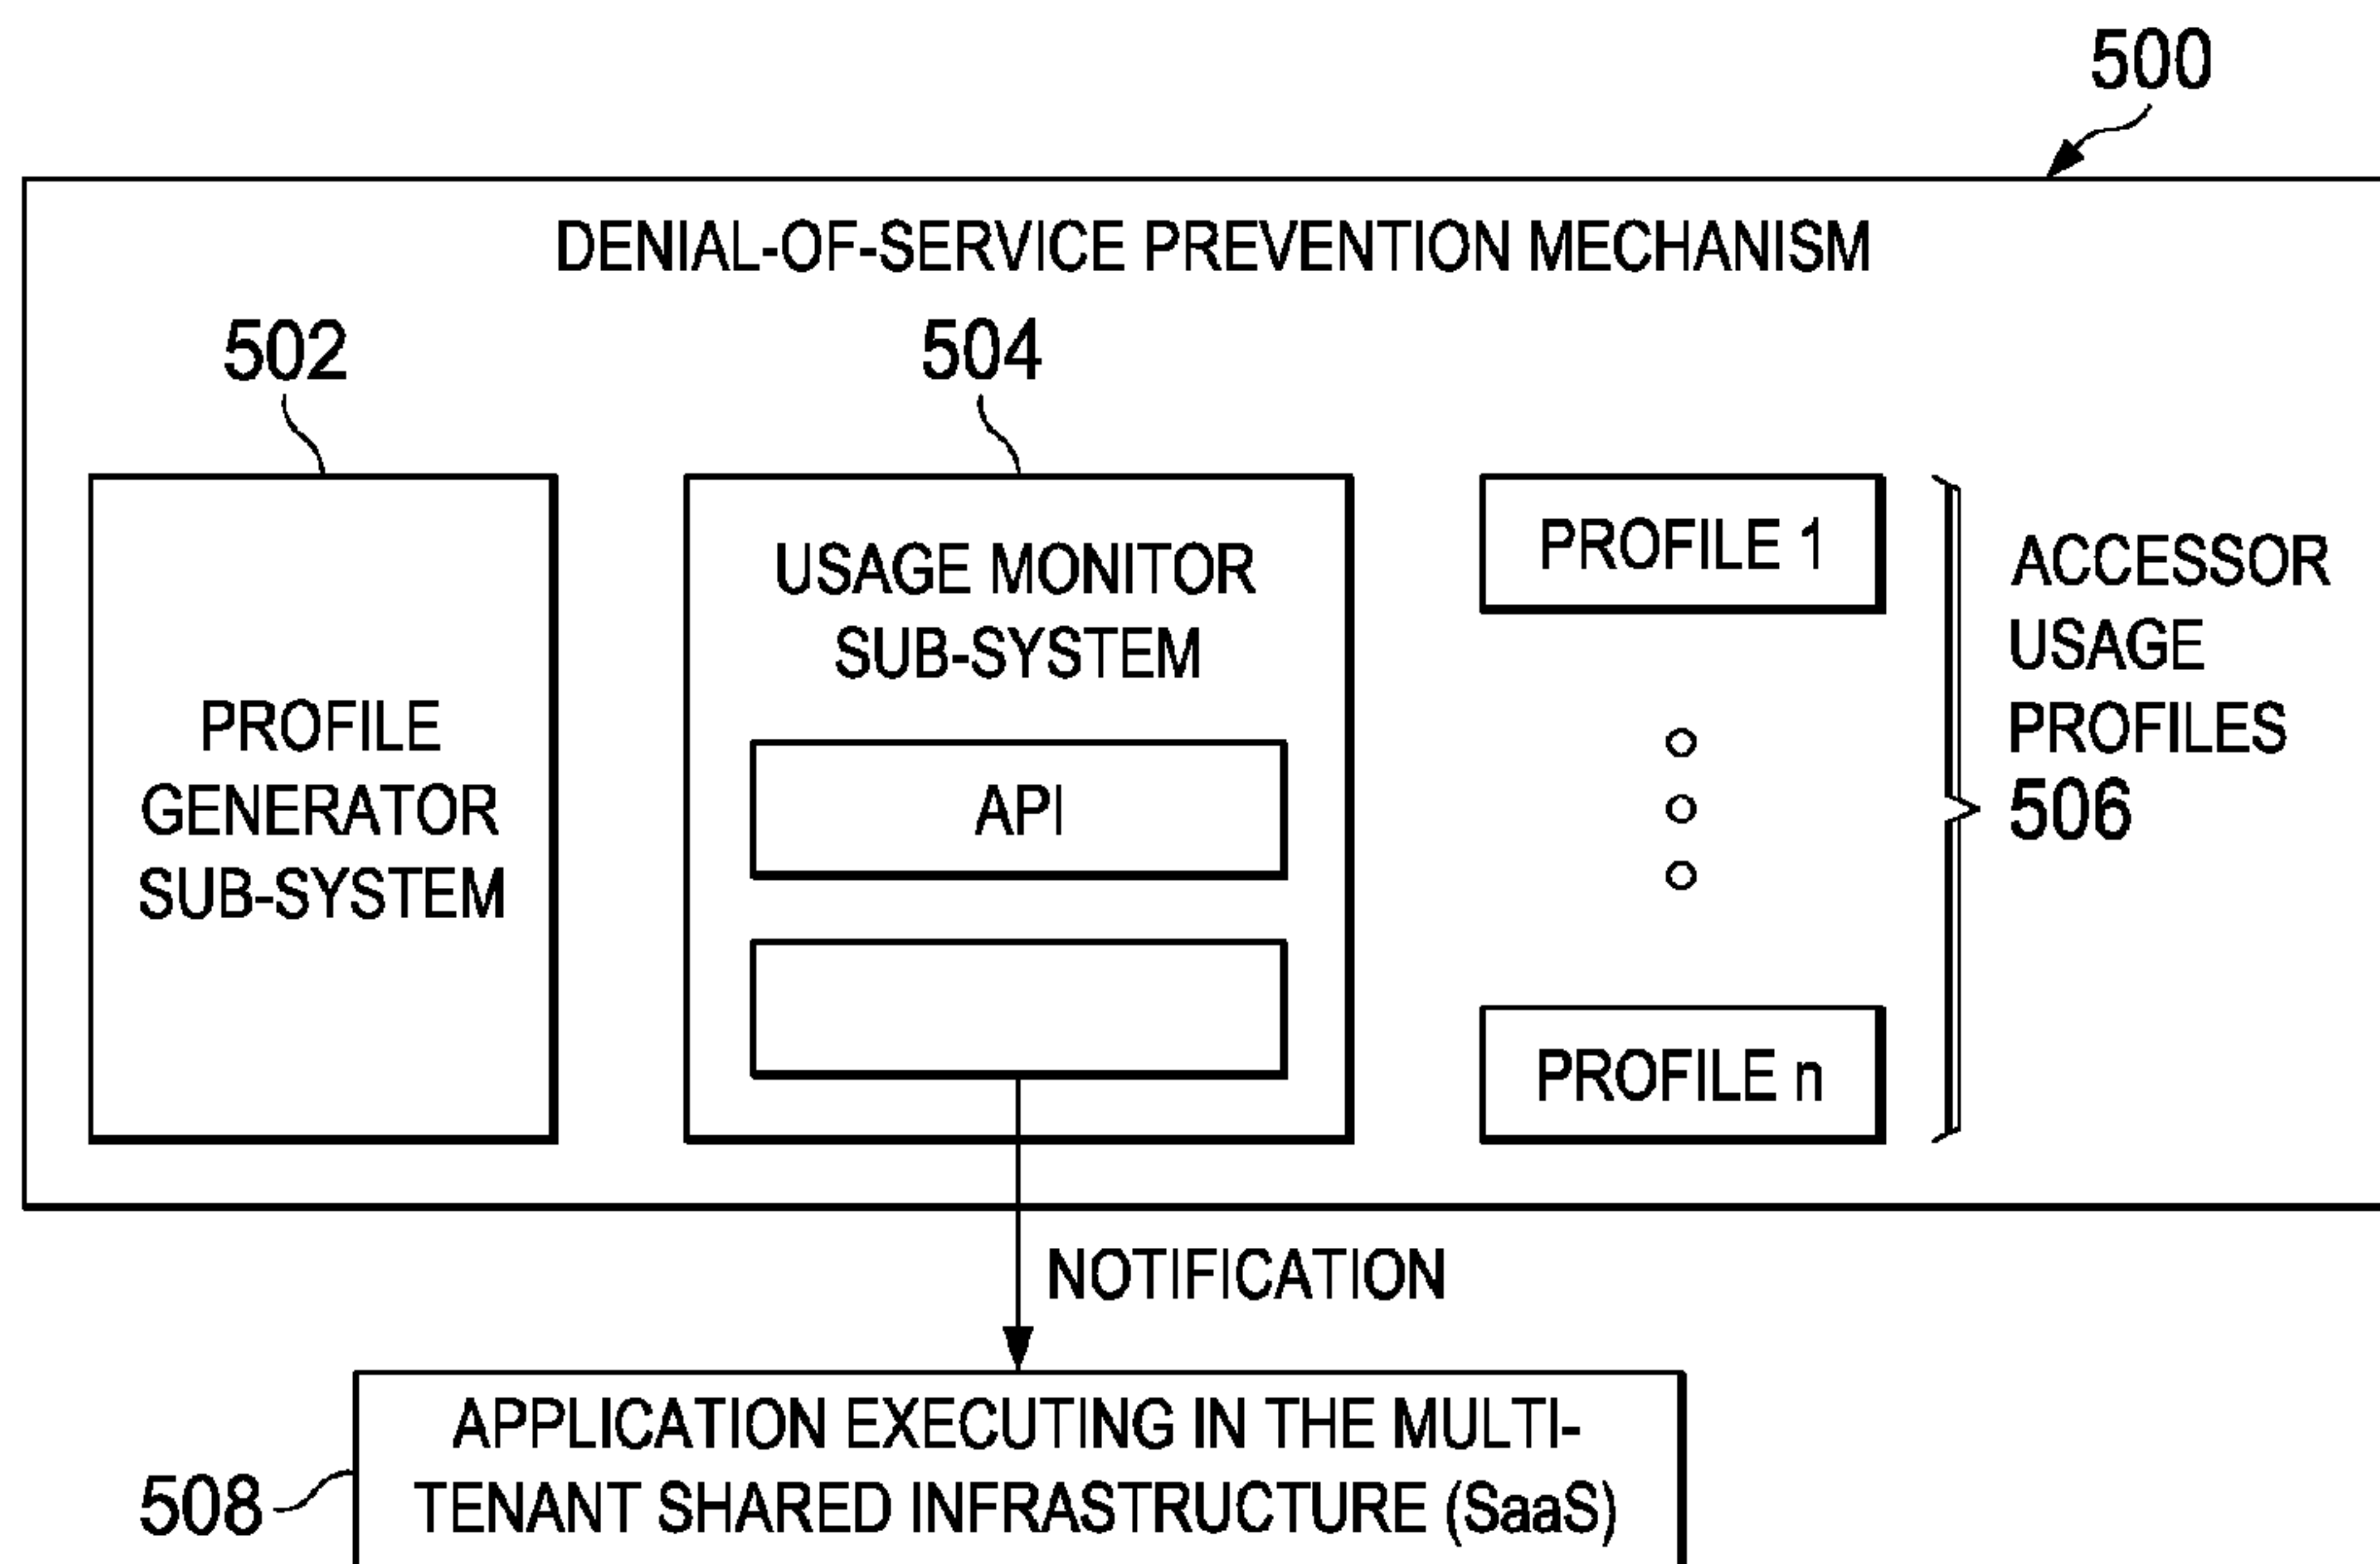 500
DENIAL-OF-SERVICE PREVENTION MECHANISM
502
504
PROFILE
GENERATOR
SUB-SYSTEM
USAGE MONITOR
SUB-SYSTEM
API
PROFILE 1
PROFILE n
ACCESSOR
USAGE
PROFILES
506
NOTIFICATION
508
APPLICATION EXECUTING IN THE MULTI-
TENANT SHARED INFRASTRUCTURE (SaaS)